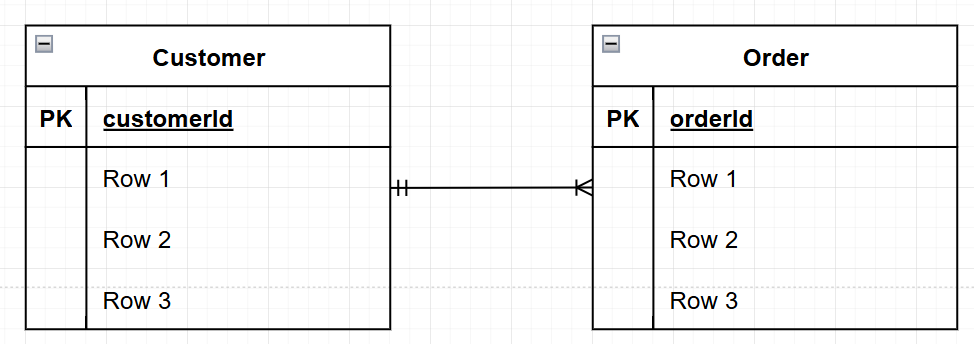 Customer
PK customerId
Row 1
Row 2
Row 3
Order
PK orderId
Row 1
Row 2
Row 3